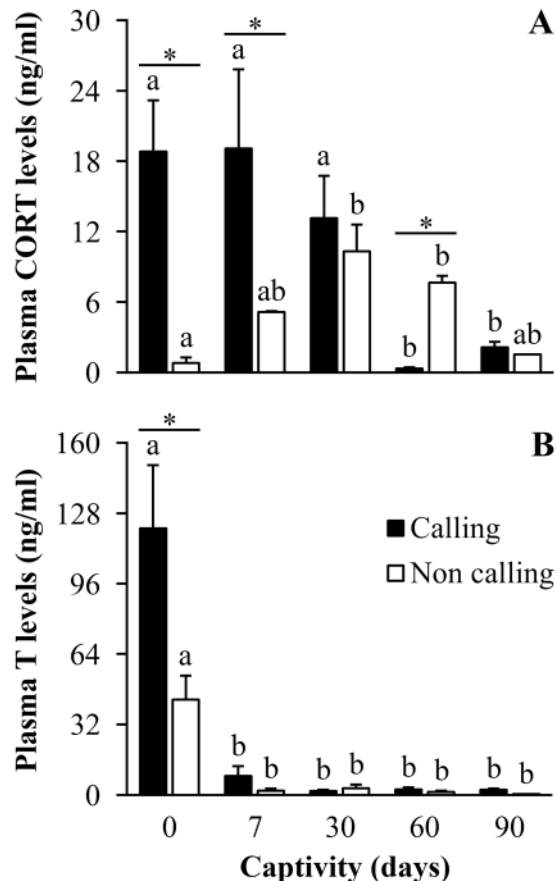 A
Plasma CORT levels (ng/ml)
30
24
18
12
6
0
* * *
a a a b b b b ab
ab
a
B
Plasma T levels (ng/ml)
160
128
96
64
32
0
*
a
a
b b b b b b b b
Calling
Non calling
0 7 30 60 90
Captivity (days)